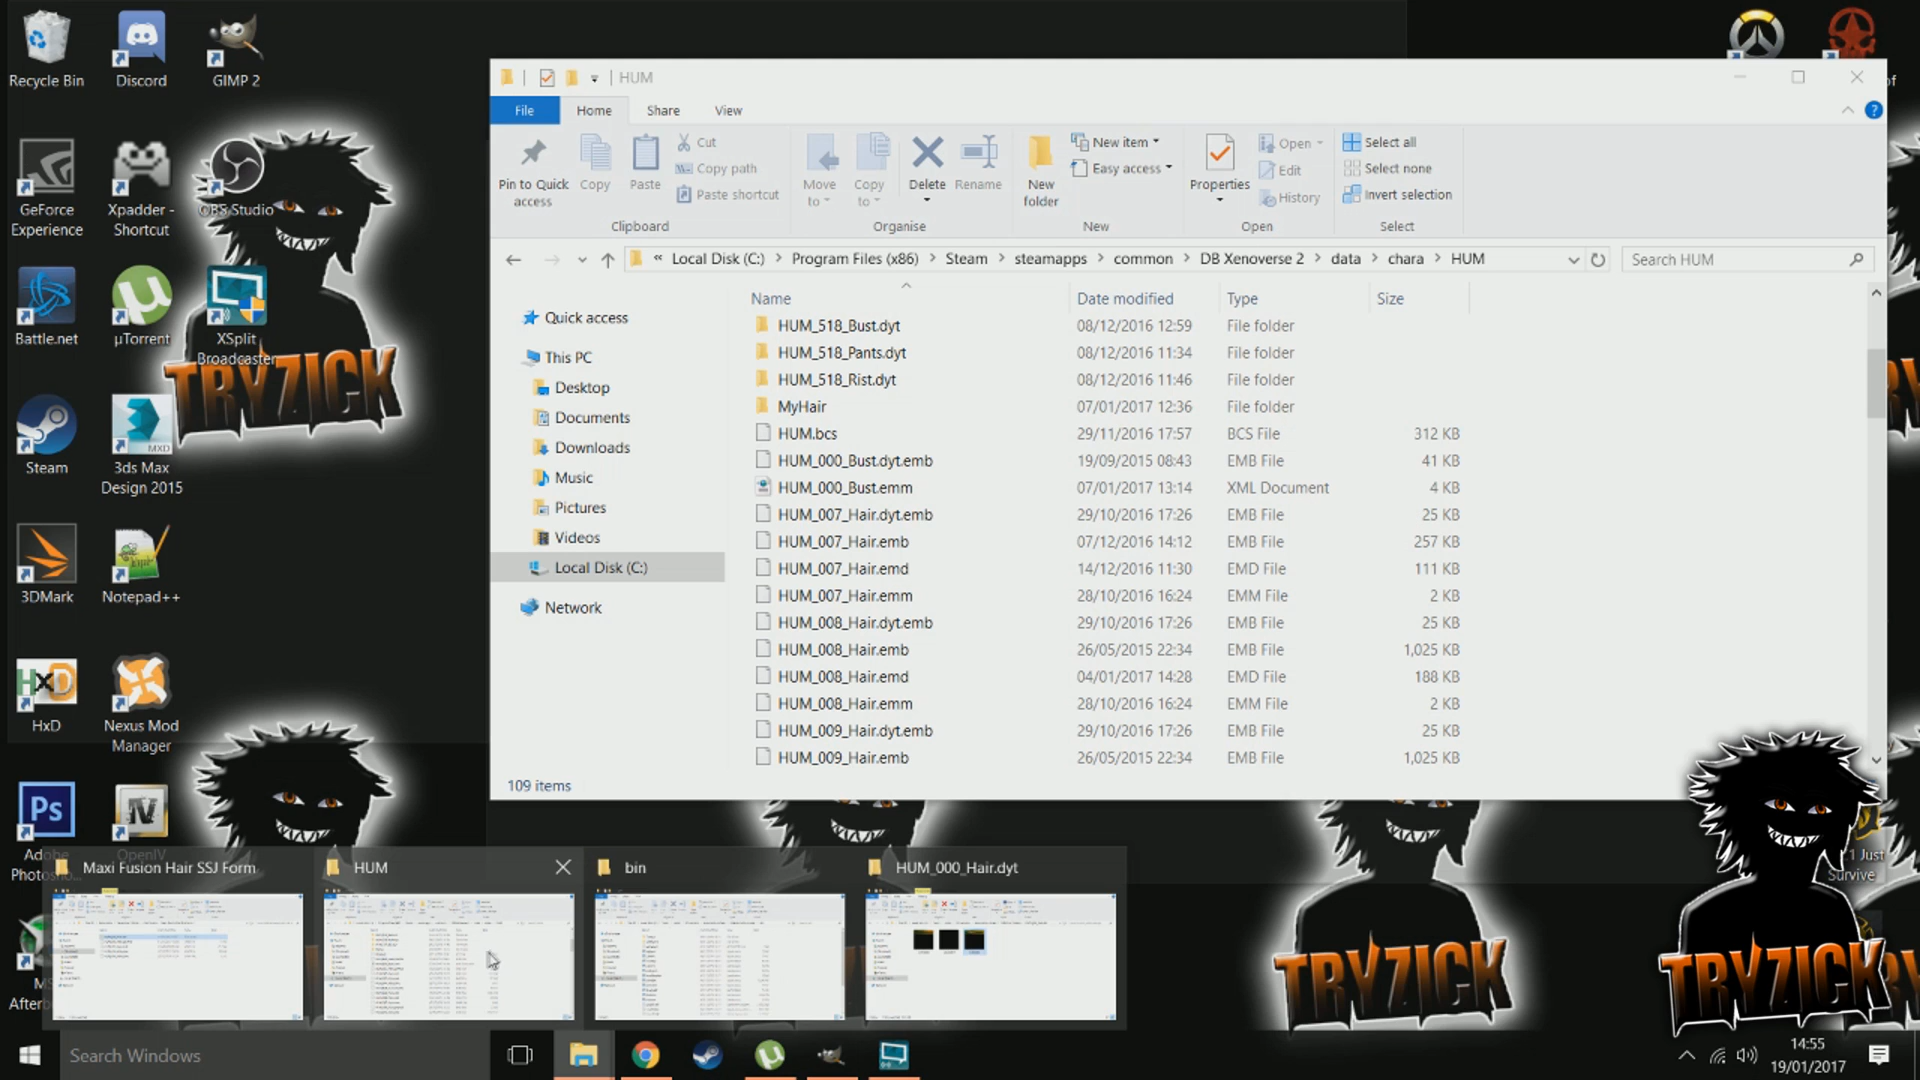 Recycle Bin
Discord
GIMP 2
GeForce
Experience
Xpadder -
Shortcut
OBS Studio
Battle.net
µTorrent
XSplit
Broadcaster
TRYZICK
Steam
3ds Max
Design 2015
MXD
3DMark
Notepad++
HxD
Nexus Mod
Manager
Ps
HUM
File
Home
Share
View
Pin to Quick
access
Copy
Paste
Cut
Copy path
Paste shortcut
Clipboard
Move
to
Copy
to
Delete
Rename
Organise
New
folder
New item
Easy access
New
Properties
Open
Edit
History
Open
Select all
Select none
Invert selection
Select
« Local Disk (C:) > Program Files (x86) > Steam > steamapps > common > DB Xenoverse 2 > data > chara > HUM
Search HUM
Quick access
This PC
Desktop
Documents
Downloads
Music
Pictures
Videos
Local Disk (C:)
Network
Name Date modified Type Size
HUM_518_Bust.dyt 08/12/2016 12:59 File folder
HUM_518_Pants.dyt 08/12/2016 11:34 File folder
HUM_518_Rist.dyt 08/12/2016 11:46 File folder
MyHair 07/01/2017 12:36 File folder
HUM.bcs 29/11/2016 17:57 BCS File 312 KB
HUM_000_Bust.dyt.emb 19/09/2015 08:43 EMB File 41 KB
HUM_000_Bust.emm 07/01/2017 13:14 XML Document 4 KB
HUM_007_Hair.dyt.emb 29/10/2016 17:26 EMB File 25 KB
HUM_007_Hair.emb 07/12/2016 14:12 EMB File 257 KB
HUM_007_Hair.emd 14/12/2016 11:30 EMD File 111 KB
HUM_007_Hair.emm 28/10/2016 16:24 EMM File 2 KB
HUM_008_Hair.dyt.emb 29/10/2016 17:26 EMB File 25 KB
HUM_008_Hair.emb 26/05/2015 22:34 EMB File 1,025 KB
HUM_008_Hair.emd 04/01/2017 14:28 EMD File 188 KB
HUM_008_Hair.emm 28/10/2016 16:24 EMM File 2 KB
HUM_009_Hair.dyt.emb 29/10/2016 17:26 EMB File 25 KB
HUM_009_Hair.emb 26/05/2015 22:34 EMB File 1,025 KB
109 items
Maxi Fusion Hair SSJ Form
HUM
bin
HUM_000_Hair.dyt
TRYZICK
TRYZICK
Just
Survive
Search Windows
14:55
19/01/2017